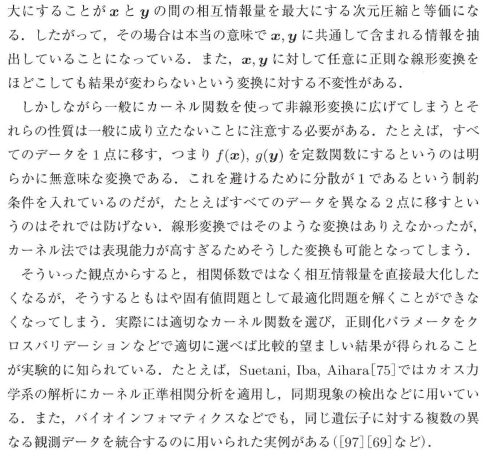 大にすることが x と y の間の相互情報量を最大にする次元圧縮と等価にな
る．したがって，その場合は本当の意味で x, y に共通して含まれる情報を抽
出していることになっている．また，x, y に対して任意に正則な線形変換を
ほどこしても結果が変わらないという変換に対する不変性がある．
しかしながら一般にカーネル関数を使って非線形変換に広げてしまうとそ
れらの性質は一般に成り立たないことに注意する必要がある．たとえば，すべ
てのデータを 1 点に移す，つまり f(x), g(y) を定数関数にするというのは明
らかに無意味な変換である．これを避けるために分散が 1 であるという制約
条件を入れているのだが，たとえばすべてのデータを異なる 2 点に移すとい
うのはそれでは防げない．線形変換ではそのような変換はありえなかったが，
カーネル法では表現能力が高すぎるためそうした変換も可能となってしまう．
そういった観点からすると，相関係数ではなく相互情報量を直接最大化した
くなるが，そうするともはや固有値問題として最適化問題を解くことができな
くなってしまう．実際には適切なカーネル関数を選び，正則化パラメータをク
ロスバリデーションなどで適切に選べば比較的望ましい結果が得られること
が実験的に知られている．たとえば，Suetani, Iba, Aihara[75]ではカオス力
学系の解析にカーネル正準相関分析を適用し，同期現象の検出などに用いてい
る．また，バイオインフォマティクスなどでも，同じ遺伝子に対する複数の異
なる観測データを統合するのに用いられた実例がある([97][69]など)．